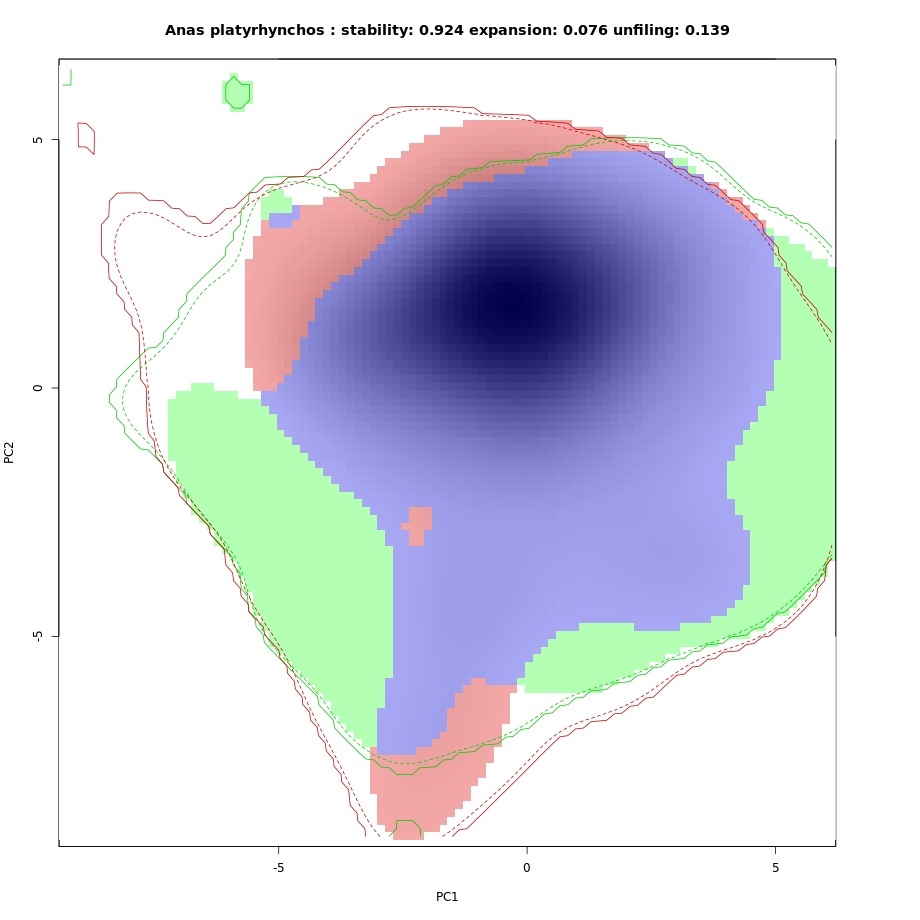 Anas platyrhynchos : stability: 0.924 expansion: 0.076 unfiling: 0.139
5
0
-5
PC2
-5 0 5
PC1